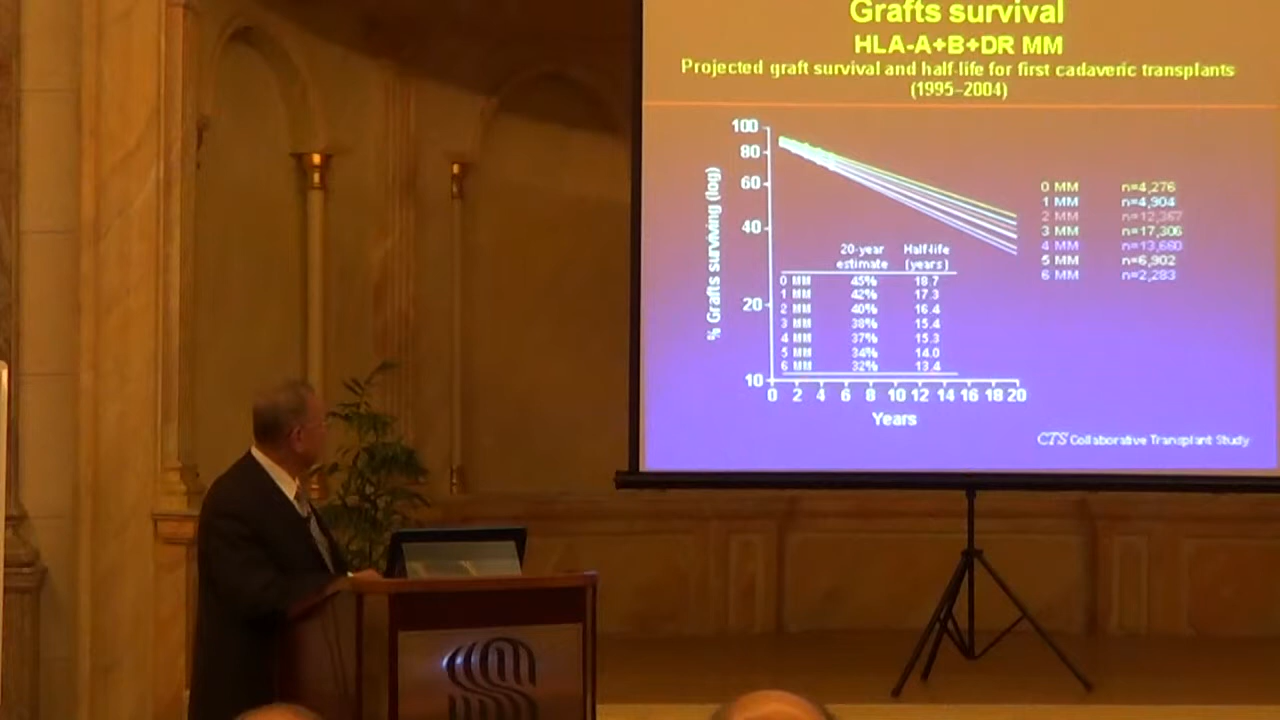 Grafts survival
HLA-A+B+DR MM
Projected graft survival and half-life for first cadaveric transplants
(1995–2004)
% Grafts surviving (log)
100
80
60
40
20
10
0 2 4 6 8 10 12 14 16 18 20
Years
20-year estimate Half-life (years)
0 MM 45% 18.7
1 MM 42% 17.3
2 MM 40% 16.4
3 MM 38% 15.4
4 MM 37% 15.3
5 MM 34% 14.0
6 MM 32% 13.4
0 MM n=4,276
1 MM n=4,904
2 MM n=12,367
3 MM n=17,306
4 MM n=13,660
5 MM n=6,902
6 MM n=2,283
CTS Collaborative Transplant Study
S